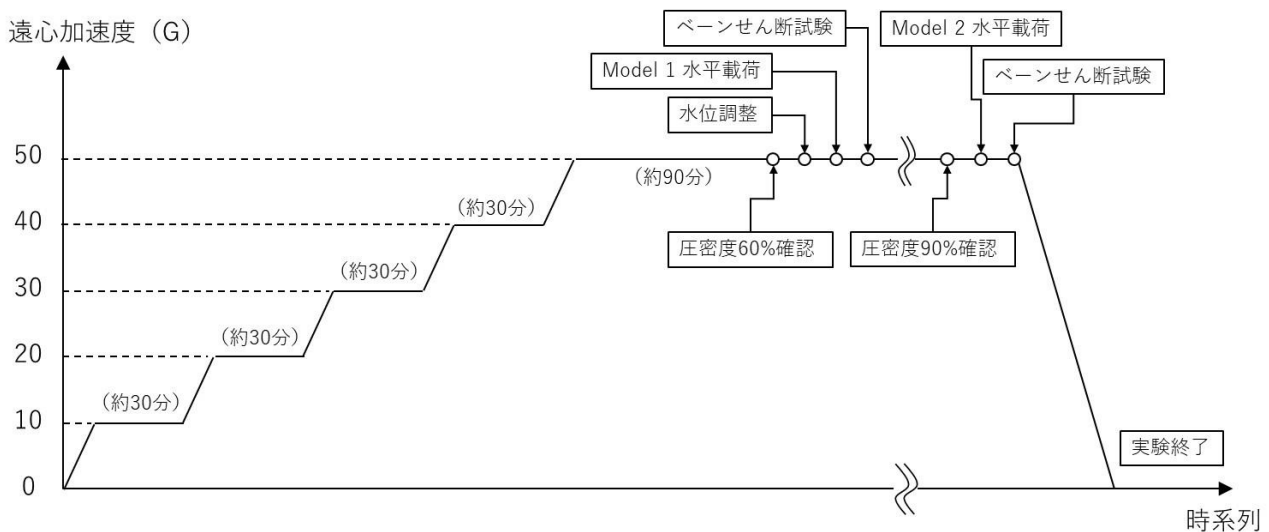 遠心加速度（G）
ベーンせん断試験
Model 2 水平載荷
Model 1 水平載荷
ベーンせん断試験
水位調整
50
（約90分）
40
（約30分）
圧密度60%確認
圧密度90%確認
30
（約30分）
20
（約30分）
10
（約30分）
実験終了
0
時系列